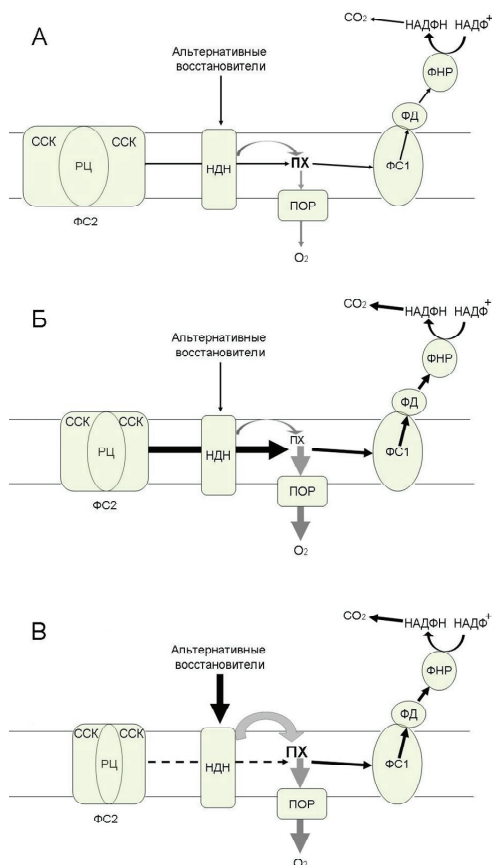 А
CO₂
НАДФН НАДФ⁺
Альтернативные
восстановители
ФНР
ФД
ССК ССК
РЦ
НДН
ПХ
ФС1
ФС2
ПОР
O₂
Б
CO₂
НАДФН НАДФ⁺
Альтернативные
восстановители
ФНР
ФД
ССК ССК
РЦ
НДН
ПХ
ФС1
ФС2
ПОР
O₂
В
CO₂
НАДФН НАДФ⁺
Альтернативные
восстановители
ФНР
ФД
ССК ССК
РЦ
НДН
ПХ
ФС1
ФС2
ПОР
O₂